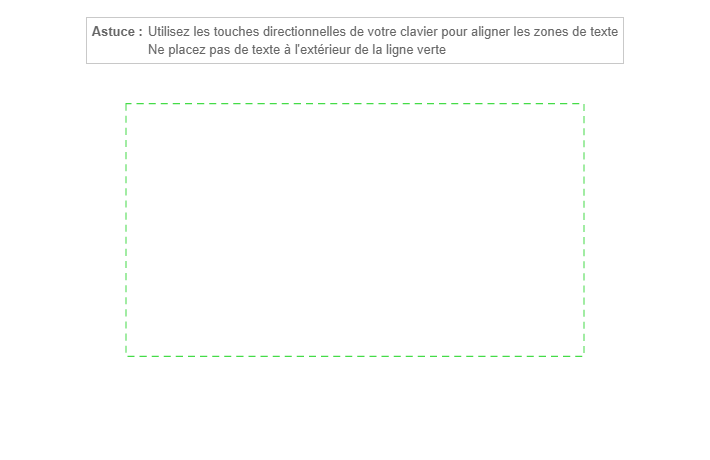 Astuce : Utilisez les touches directionnelles de votre clavier pour aligner les zones de texte
Ne placez pas de texte à l'extérieur de la ligne verte